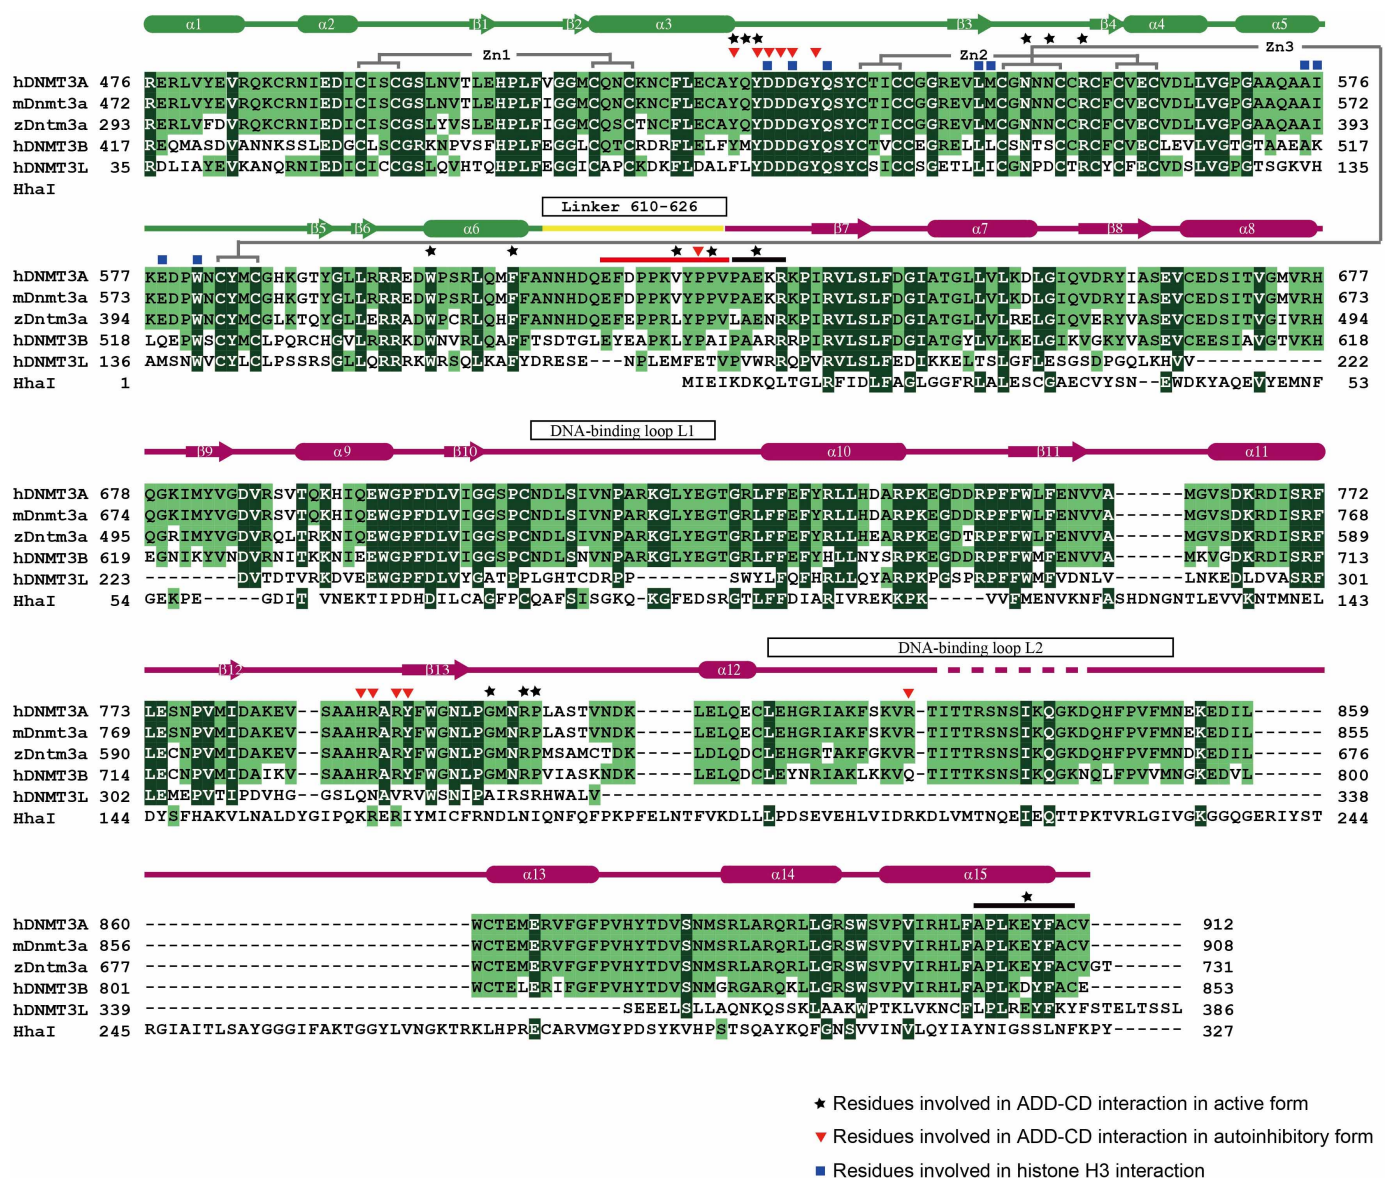 α1 α2 β1 β2 α3 β3 β4 α4 α5
Zn1 Zn2 Zn3
hDNMT3A 476 RERLVYEVRQKCRNIEDICISCGSLNVTLEHPLFVGGMCQNCKNCFLECAYQYDDDGYQSYCTICCGGREVLMCGNNNCCRCFCVECVDLLVGPGAAQAAI 576
mDnmt3a 472 RERLVYEVRQKCRNIEDICISCGSLNVTLEHPLFIGGMCQNCKNCFLECAYQYDDDGYQSYCTICCGGREVLMCGNNNCCRCFCVECVDLLVGPGAAQAAI 572
zDntm3a 293 RERLVFDVRQKCRNIEDICISCGSLYVSLEHPLFIGGMCQSCTNCFLECAYQYDDDGYQSYCTICCGGREVLMCGNNNCCRCFCVECVDLLVGPGAAQAAI 393
hDNMT3B 417 REQMASDVANNKSSLEDGCLSCGRKNPVSFHPLFEGGLCQTCRDRFLELFYMYDDDGYQSYCTVCCEGRELLLCSNTSCCRCFCVECLEVLVGTGTAAEAK 517
hDNMT3L 35 RDLIAYEVKANQRNIEDICICCGSLQVHTQHPLFEGGICAPCKDKFLDALFLYDDDGYQSYCSICCSGETLLICGNPDCTRCYCFECVDSLVGPGTSGKVH 135
HhaI
Linker 610-626
β5 β6 α6 β7 α7 β8 α8
hDNMT3A 577 KEDPWNCYMCGHKGTYGLLRRREDWPSRLQMFFANNHDQEFDPPKVYPPVPAEKRKPIRVLSLFDGIATGLLVLKDLGIQVDRYIASEVCEDSITVGMVRH 677
mDnmt3a 573 KEDPWNCYMCGHKGTYGLLRRREDWPSRLQMFFANNHDQEFDPPKVYPPVPAEKRKPIRVLSLFDGIATGLLVLKDLGIQVDRYIASEVCEDSITVGMVRH 673
zDntm3a 394 KEDPWNCYMCGLKTQYGLLERRADWPCRLQHFFANNHDQEFEPPRLYPPVLAENRKPIRVLSLFDGIATGLLVLRELGIQVERYVASEVCEDSITVGIVRH 494
hDNMT3B 518 LQEPWSCYMCLPQRCHGVLRRRKDWNVRLQAFFTSDTGLEYEAPKLYPAIPAARRRPIRVLSLFDGIATGYLVLKELGIKVGKYVASEVCEESIAVGTVKH 618
hDNMT3L 136 AMSNWVCYLCLPSSRSGLLQRRRKWRSQLKAFYDRESE---NPLEMFETVPVWRRQPVRVLSLFEDIKKELTSLGFLESGSDPGQLKHVV----------- 222
HhaI 1 MIEIKDKQLTGLRFIDLFAGLGGFRLALESCGAECVYSN--EWDKYAQEVYEMNF 53
DNA-binding loop L1
β9 α9 β10 α10 β11 α11
hDNMT3A 678 QGKIMYVGDVRSVTQKHIQEWGPFDLVIGGSPCNDLSIVNPARKGLYEGTGRLFFEFYRLLHDARPKEGDDRPFFWLFENVVA------MGVSDKRDISRF 772
mDnmt3a 674 QGKIMYVGDVRSVTQKHIQEWGPFDLVIGGSPCNDLSIVNPARKGLYEGTGRLFFEFYRLLHDARPKEGDDRPFFWLFENVVA------MGVSDKRDISRF 768
zDntm3a 495 QGRIMYVGDVRQLTRKNIQEWGPFDLVIGGSPCNDLSIVNPARKGLYEGTGRLFFEFYRLLHEARPKEGDTRPFFWLFENVVA------MGVSDKRDISRF 589
hDNMT3B 619 EGNIKYVNDVRNITKKNIEEWGPFDLVIGGSPCNDLSNVNPARKGLYEGTGRLFFEFYHLLNYSRPKEGDDRPFFWMFENVVA------MKVGDKRDISRF 713
hDNMT3L 223 --------DVTDTVRKDVEEWGPFDLVYGATPPLGHTCDRPP--------SWYLFQFHRLLQYARPKPGSPRPFFWMFVDNLV------LNKEDLDVASRF 301
HhaI 54 GEKPE-----GDIT VNEKTIPDHDILCAGFPCQAFSISGKQ-KGFEDSRGTLFFDIARIVREKKPK-----VVFMENVKNFASHDNGNTLEVVKNTMNEL 143
DNA-binding loop L2
β12 β13 α12
hDNMT3A 773 LESNPVMIDAKEV--SAAHRARYFWGNLPGMNRPLASTVNDK-----LELQECLEHGRIAKFSKVR-TITTRSNSIKQGKDQHFPVFMNEKEDIL------ 859
mDnmt3a 769 LESNPVMIDAKEV--SAAHRARYFWGNLPGMNRPLASTVNDK-----LELQECLEHGRIAKFSKVR-TITTRSNSIKQGKDQHFPVFMNEKEDIL------ 855
zDntm3a 590 LECNPVMIDAKEV--SAAHRARYFWGNLPGMNRPMSAMCTDK-----LDLQDCLEHGRTAKFGKVR-TITTRSNSIKQGKDQHFPVFMNDKEDIL------ 676
hDNMT3B 714 LECNPVMIDAIKV--SAAHRARYFWGNLPGMNRPVIASKNDK-----LELQDCLEYNRIAKLKKVQ-TITTKSNSIKQGKNQLFPVVMNGKEDVL------ 800
hDNMT3L 302 LEMEPVTIPDVHG--GSLQNAVRVWSNIPAIRSRHWALV-------------------------------------------------------------- 338
HhaI 144 DYSFHAKVLNALDYGIPQKRERIYMICFRNDLNIQNFQFPKPFELNTFVKDLLLPDSEVEHLVIDRKDLVMTNQEIEQTTPKTVRLGIVGKGGQGERIYST 244
α13 α14 α15
hDNMT3A 860 ----------------------------WCTEMERVFGFPVHYTDVSNMSRLARQRLLGRSWSVPVIRHLFAPLKEYFACV-------- 912
mDnmt3a 856 ----------------------------WCTEMERVFGFPVHYTDVSNMSRLARQRLLGRSWSVPVIRHLFAPLKEYFACV-------- 908
zDntm3a 677 ----------------------------WCTEMERVFGFPVHYTDVSNMSRLARQRLLGRSWSVPVIRHLFAPLKEYFACVGT------ 731
hDNMT3B 801 ----------------------------WCTELERIFGFPVHYTDVSNMGRGARQKLLGRSWSVPVIRHLFAPLKDYFACE-------- 853
hDNMT3L 339 -----------------------------------------SEEELSLLAQNKQSSKLAAKWPTKLVKNCFLPLREYFKYFSTELTSSL 386
HhaI 245 RGIAITLSAYGGGIFAKTGGYLVNGKTRKLHPRECARVMGYPDSYKVHPSTSQAYKQFGNSVVINVLQYIAYNIGSSLNFKPY------ 327
Residues involved in ADD-CD interaction in active form
Residues involved in ADD-CD interaction in autoinhibitory form
Residues involved in histone H3 interaction